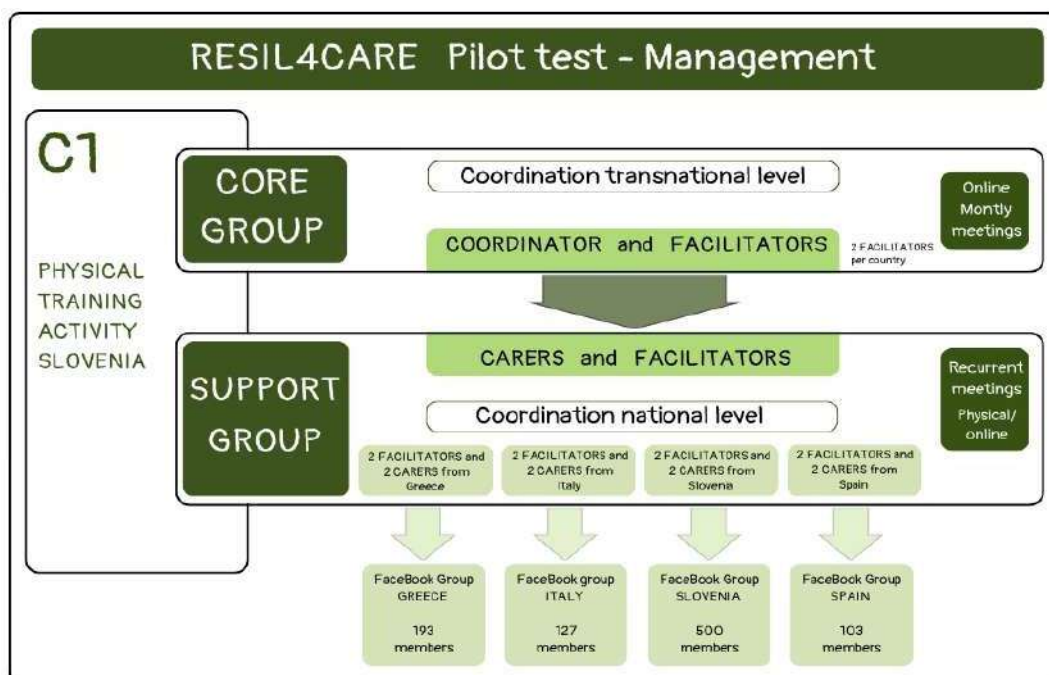 RESIL4CARE Pilot test - Management
C1
PHYSICAL
TRAINING
ACTIVITY
SLOVENIA
CORE
GROUP
Coordination transnational level
COORDINATOR and FACILITATORS
2 FACILITATORS
per country
Online
Montly
meetings
SUPPORT
GROUP
CARERS and FACILITATORS
Coordination national level
Recurrent
meetings
Physical/
online
2 FACILITATORS and
2 CARERS from
Greece
2 FACILITATORS and
2 CARERS from
Italy
2 FACILITATORS and
2 CARERS from
Slovenia
2 FACILITATORS and
2 CARERS from
Spain
FaceBook Group
GREECE
193
members
FaceBook group
ITALY
127
members
FaceBook Group
SLOVENIA
500
members
FaceBook Group
SPAIN
103
members